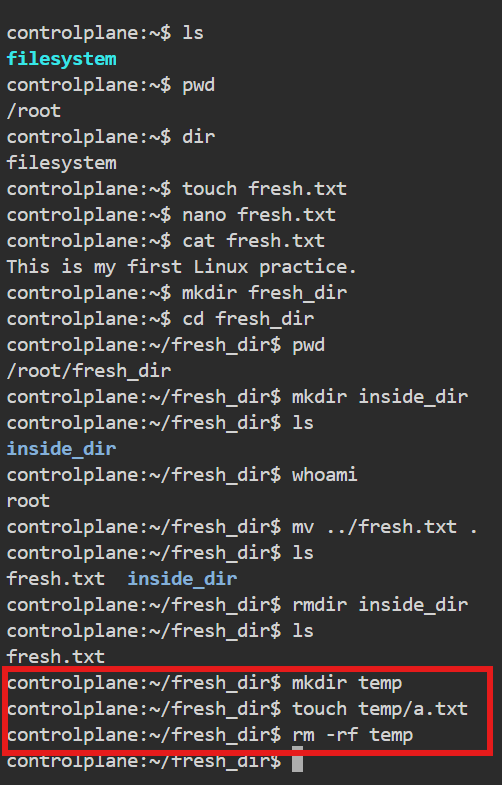 controlplane:~$ ls
filesystem
controlplane:~$ pwd
/root
controlplane:~$ dir
filesystem
controlplane:~$ touch fresh.txt
controlplane:~$ nano fresh.txt
controlplane:~$ cat fresh.txt
This is my first Linux practice.
controlplane:~$ mkdir fresh_dir
controlplane:~$ cd fresh_dir
controlplane:~/fresh_dir$ pwd
/root/fresh_dir
controlplane:~/fresh_dir$ mkdir inside_dir
controlplane:~/fresh_dir$ ls
inside_dir
controlplane:~/fresh_dir$ whoami
root
controlplane:~/fresh_dir$ mv ../fresh.txt .
controlplane:~/fresh_dir$ ls
fresh.txt  inside_dir
controlplane:~/fresh_dir$ rmdir inside_dir
controlplane:~/fresh_dir$ ls
fresh.txt
controlplane:~/fresh_dir$ mkdir temp
controlplane:~/fresh_dir$ touch temp/a.txt
controlplane:~/fresh_dir$ rm -rf temp
controlplane:~/fresh_dir$